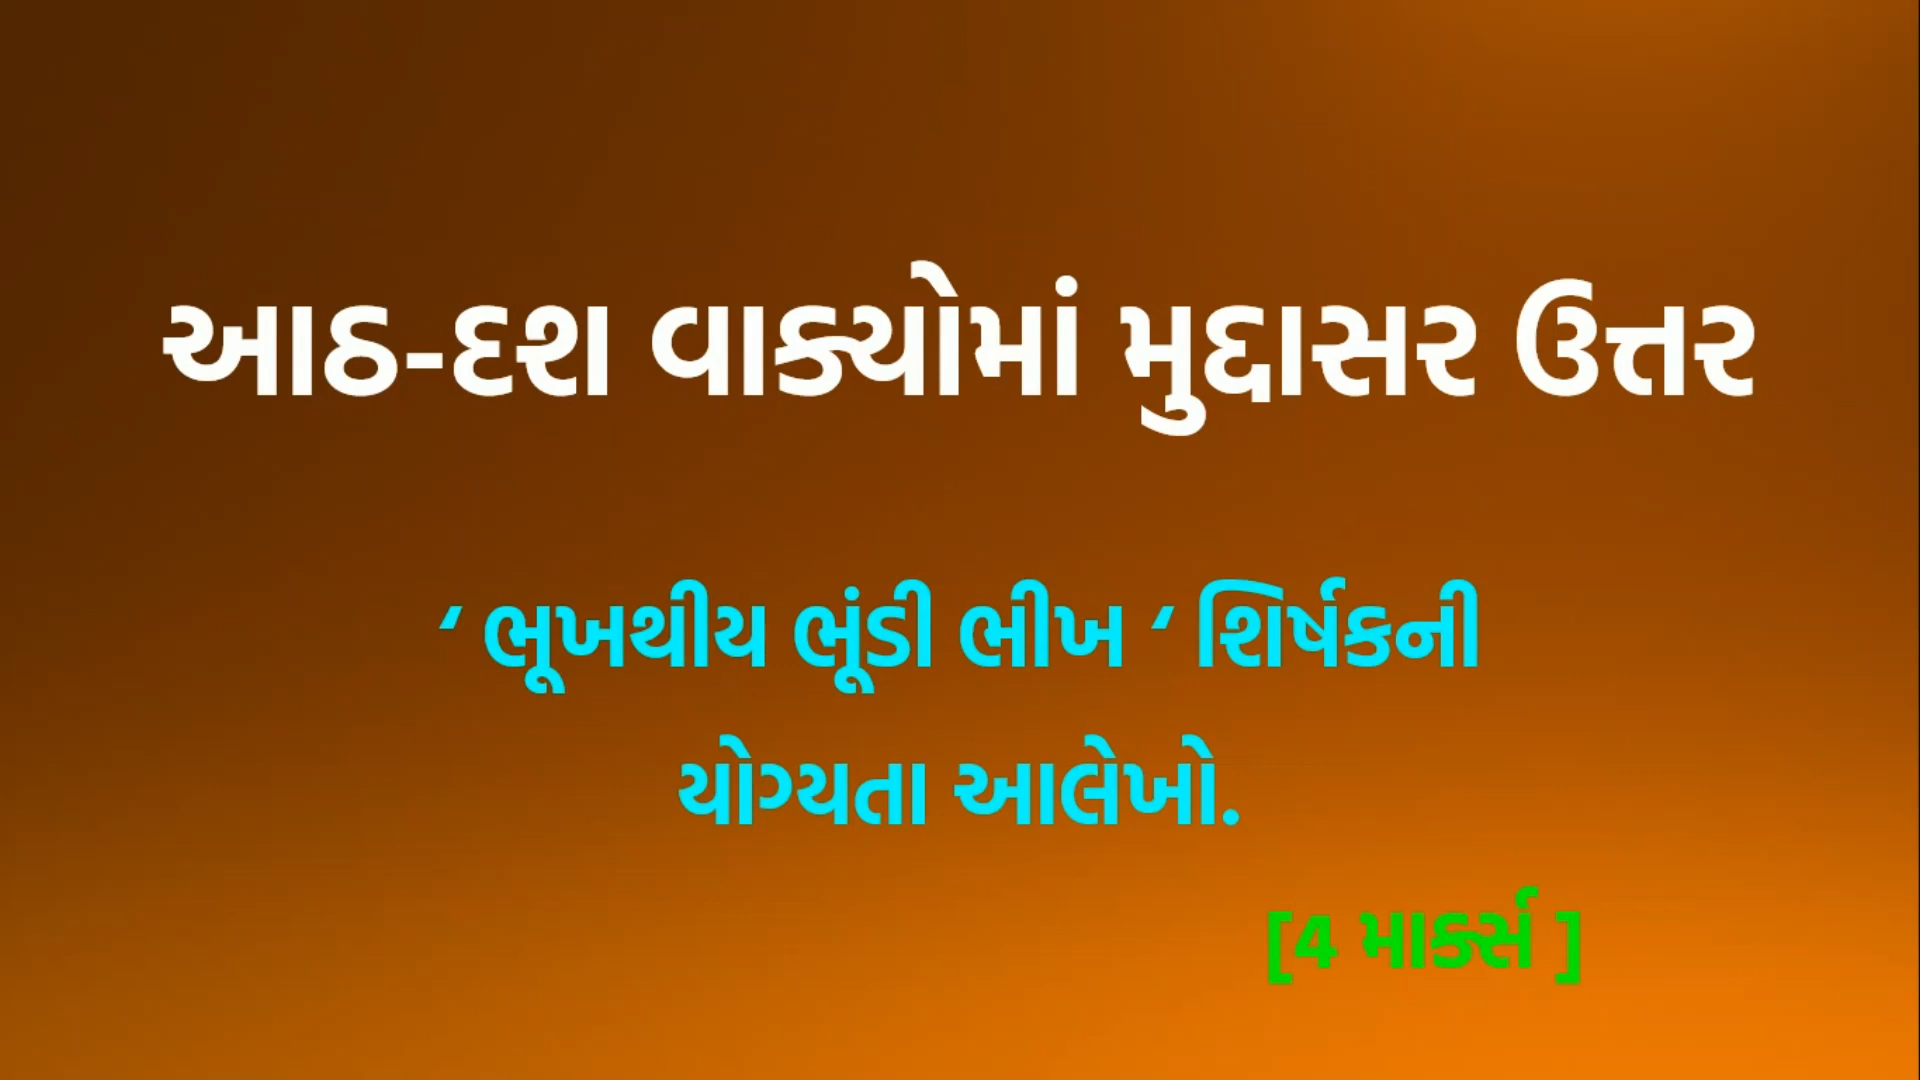 આઠ-દશ વાક્યોમાં મુદ્દાસર ઉત્તર
‘ ભૂખથીય ભૂંડી ભીખ ‘ શિર્ષકની
યોગ્યતા આલેખો.
[4 માર્ક્સ ]